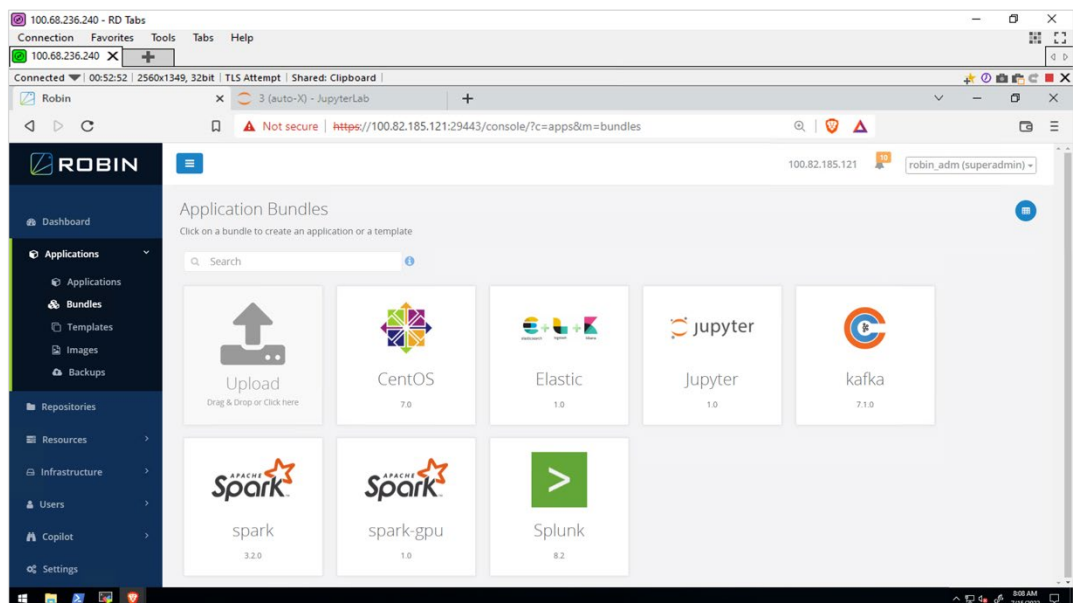 100.68.236.240 - RD Tabs
Connection Favorites Tools Tabs Help
100.68.236.240
Connected 00:52:52 2560x1349, 32bit TLS Attempt Shared: Clipboard
Robin
3 (auto-X) - JupyterLab
Not secure https://100.82.185.121:29443/console/?c=apps&m=bundles
ROBIN
100.82.185.121
10
robin_adm (superadmin)
Dashboard
Applications
Applications
Bundles
Templates
Images
Backups
Repositories
Resources
Infrastructure
Users
Copilot
Settings
Application Bundles
Click on a bundle to create an application or a template
Search
Upload
Drag & Drop or Click here
CentOS
7.0
Elastic
1.0
jupyter
Jupyter
1.0
kafka
7.1.0
APACHE
Spark
spark
3.2.0
APACHE
Spark
spark-gpu
1.0
Splunk
8.2
8:08 AM